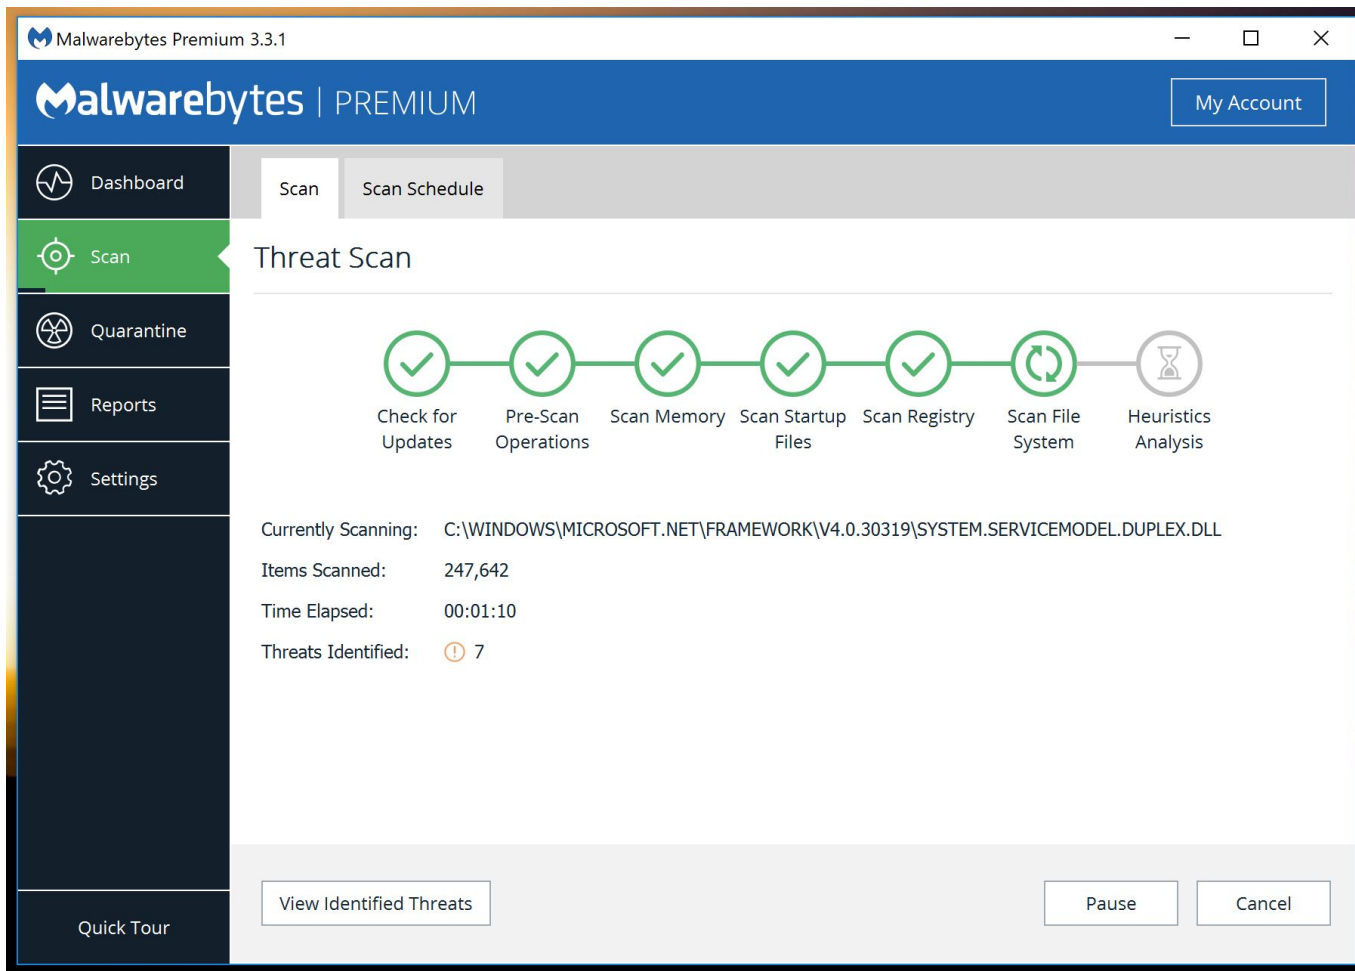 Malwarebytes Premium 3.3.1
Malwarebytes | PREMIUM
My Account
Dashboard
Scan
Quarantine
Reports
Settings
Quick Tour
Scan
Scan Schedule
Threat Scan
Check for
Updates
Pre-Scan
Operations
Scan Memory
Scan Startup
Files
Scan Registry
Scan File
System
Heuristics
Analysis
Currently Scanning: C:\WINDOWS\MICROSOFT.NET\FRAMEWORK\V4.0.30319\SYSTEM.SERVICEMODEL.DUPLEX.DLL
Items Scanned: 247,642
Time Elapsed: 00:01:10
Threats Identified: 7
View Identified Threats
Pause
Cancel